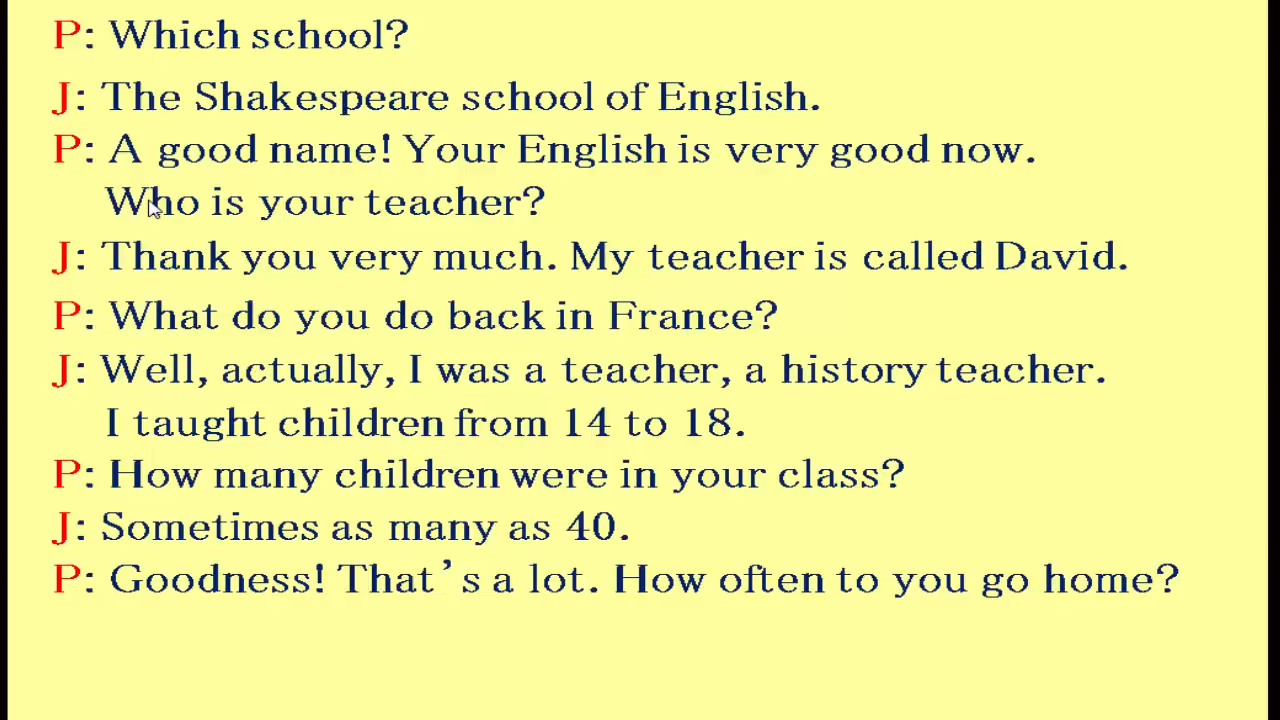 P: Which school?
J: The Shakespeare school of English.
P: A good name! Your English is very good now.
Who is your teacher?
J: Thank you very much. My teacher is called David.
P: What do you do back in France?
J: Well, actually, I was a teacher, a history teacher.
I taught children from 14 to 18.
P: How many children were in your class?
J: Sometimes as many as 40.
P: Goodness! That’s a lot. How often to you go home?